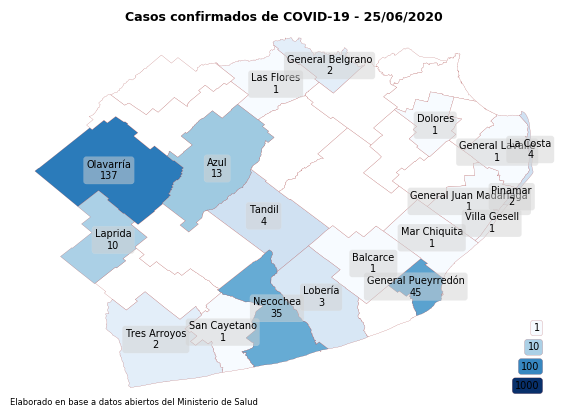 Casos confirmados de COVID-19 - 25/06/2020
General Belgrano
2
Las Flores
1
Dolores
1
General Lavalle
1
La Costa
4
Olavarría
137
Azul
13
General Juan Madariaga
1
Pinamar
2
Villa Gesell
1
Tandil
4
Laprida
10
Mar Chiquita
1
Balcarce
1
General Pueyrredón
45
Lobería
3
Necochea
35
San Cayetano
1
Tres Arroyos
2
1
10
100
1000
Elaborado en base a datos abiertos del Ministerio de Salud